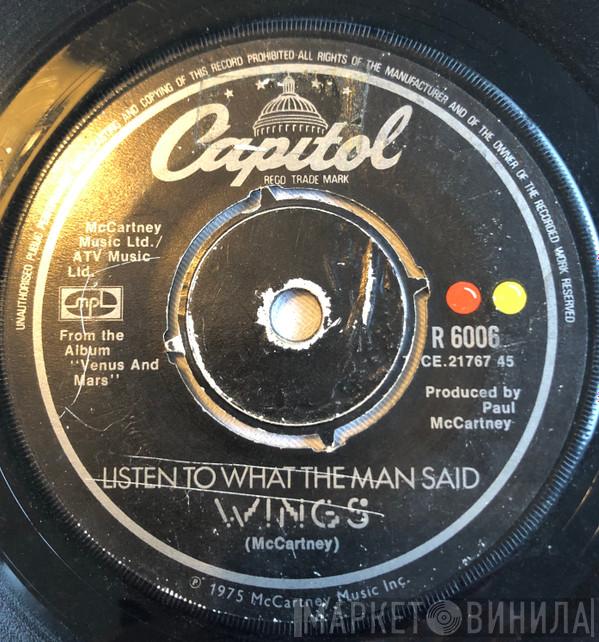 UNAUTHORISED PUBLIC AND COPYING OF THIS RECORD PROHIBITED·ALL RIGHTS OF THE MANUFACTURER AND OF THE OWNER OF THE RECORDED WORK RESERVED
Capitol
REGD TRADE MARK
McCartney
Music Ltd./
ATV Music
Ltd.
mpl
From the
Album
"Venus And
Mars"
R 6006
CE.21767 45
Produced by
Paul
McCartney
LISTEN TO WHAT THE MAN SAID
WINGS
(McCartney)
℗ 1975 McCartney Music Inc.
МАРКЕТ ВИНИЛА